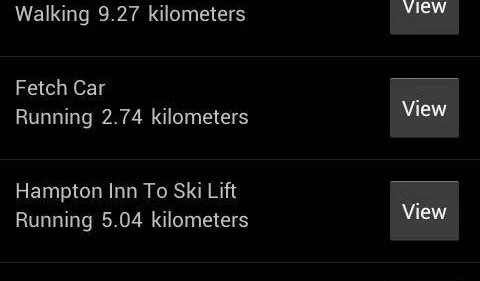 Walking 9.27 kilometers
View
Fetch Car
Running 2.74 kilometers
View
Hampton Inn To Ski Lift
Running 5.04 kilometers
View